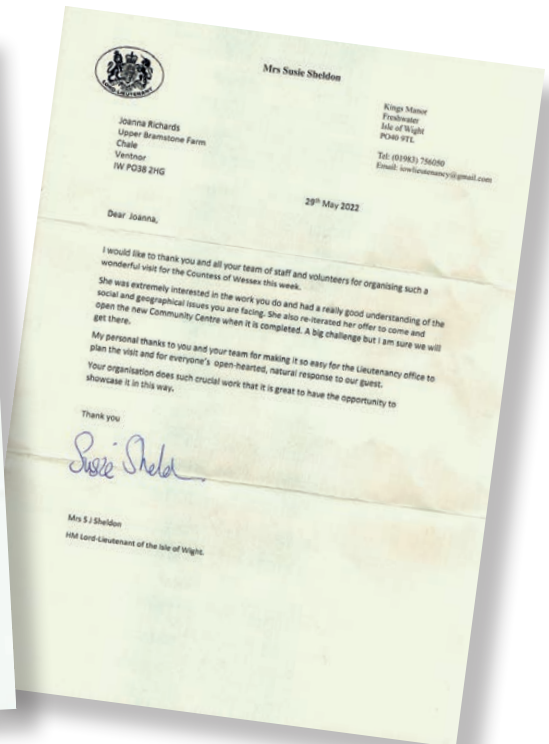 LORD-LIEUTENANT
Mrs Susie Sheldon
Kings Manor
Freshwater
Isle of Wight
PO40 9TL
Tel: (01983) 756050
Email: iowlieutenancy@gmail.com
Joanna Richards
Upper Bramstone Farm
Chale
Ventnor
IW PO38 2HG
29th May 2022
Dear Joanna,
I would like to thank you and all your team of staff and volunteers for organising such a
wonderful visit for the Countess of Wessex this week.
She was extremely interested in the work you do and had a really good understanding of the
social and geographical issues you are facing. She also re-iterated her offer to come and
open the new Community Centre when it is completed. A big challenge but I am sure we will
get there.
My personal thanks to you and your team for making it so easy for the Lieutenancy office to
plan the visit and for everyone's open-hearted, natural response to our guest.
Your organisation does such crucial work that it is great to have the opportunity to
showcase it in this way.
Thank you
Susie Sheldon
Mrs S J Sheldon
HM Lord-Lieutenant of the Isle of Wight.